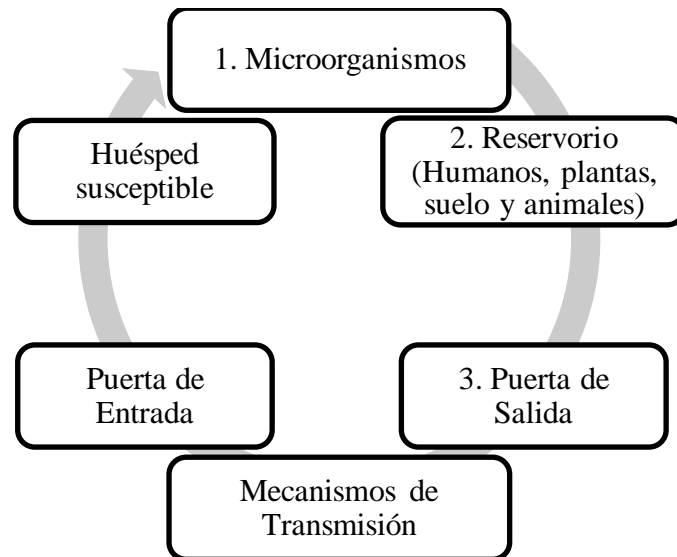 1. Microorganismos
2. Reservorio
(Humanos, plantas,
suelo y animales)
3. Puerta de
Salida
Mecanismos de
Transmisión
Puerta de
Entrada
Huésped
susceptible